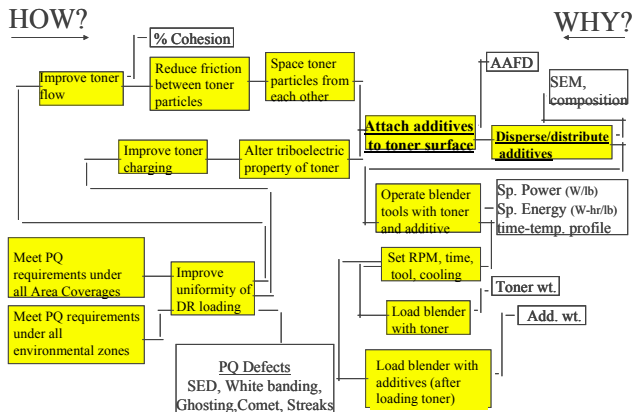 HOW?
WHY?
% Cohesion
AAFD
Improve toner
flow
Reduce friction
between toner
particles
Space toner
particles from
each other
SEM,
composition
Attach additives
to toner surface
Disperse/distribute
additives
Improve toner
charging
Alter triboelectric
property of toner
Operate blender
tools with toner
and additive
Sp. Power (W/lb)
Sp. Energy (W-hr/lb)
time-temp. profile
Meet PQ
requirements under
all Area Coverages
Improve
uniformity of
DR loading
Set RPM, time,
tool, cooling
Toner wt.
Meet PQ requirements
under all
environmental zones
Load blender
with toner
Add. wt.
PQ Defects
SED, White banding,
Ghosting,Comet, Streaks
Load blender with
additives (after
loading toner)